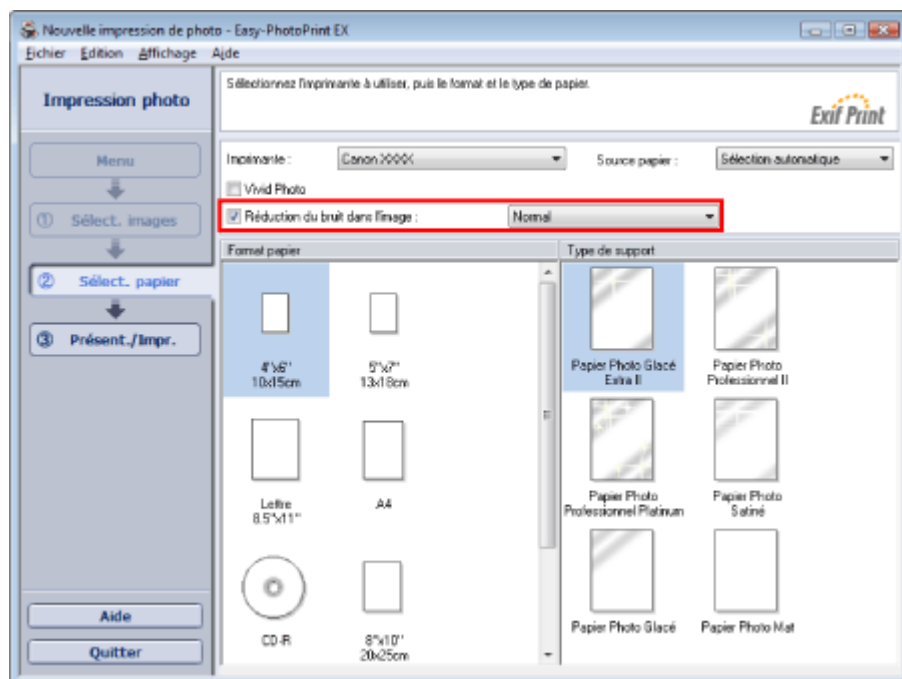 Nouvelle impression de photo - Easy-PhotoPrint EX
Fichier Edition Affichage Aide
Impression photo
Sélectionnez l'imprimante à utiliser, puis le format et le type de papier.
Exif Print
Menu
① Sélect. images
② Sélect. papier
③ Présent./Impr.
Aide
Quitter
Imprimante : Canon XXXX Source papier : Sélection automatique
Vivid Photo
Réduction du bruit dans l'image : Normal
Format papier
4"x6"
10x15cm
5"x7"
13x18cm
Lettre
8.5"x11"
A4
CD-R
8"x10"
20x25cm
Type de support
Papier Photo Glacé
Extra II
Papier Photo
Professionnel II
Papier Photo
Professionnel Platinum
Papier Photo
Satiné
Papier Photo Glacé
Papier Photo Mat